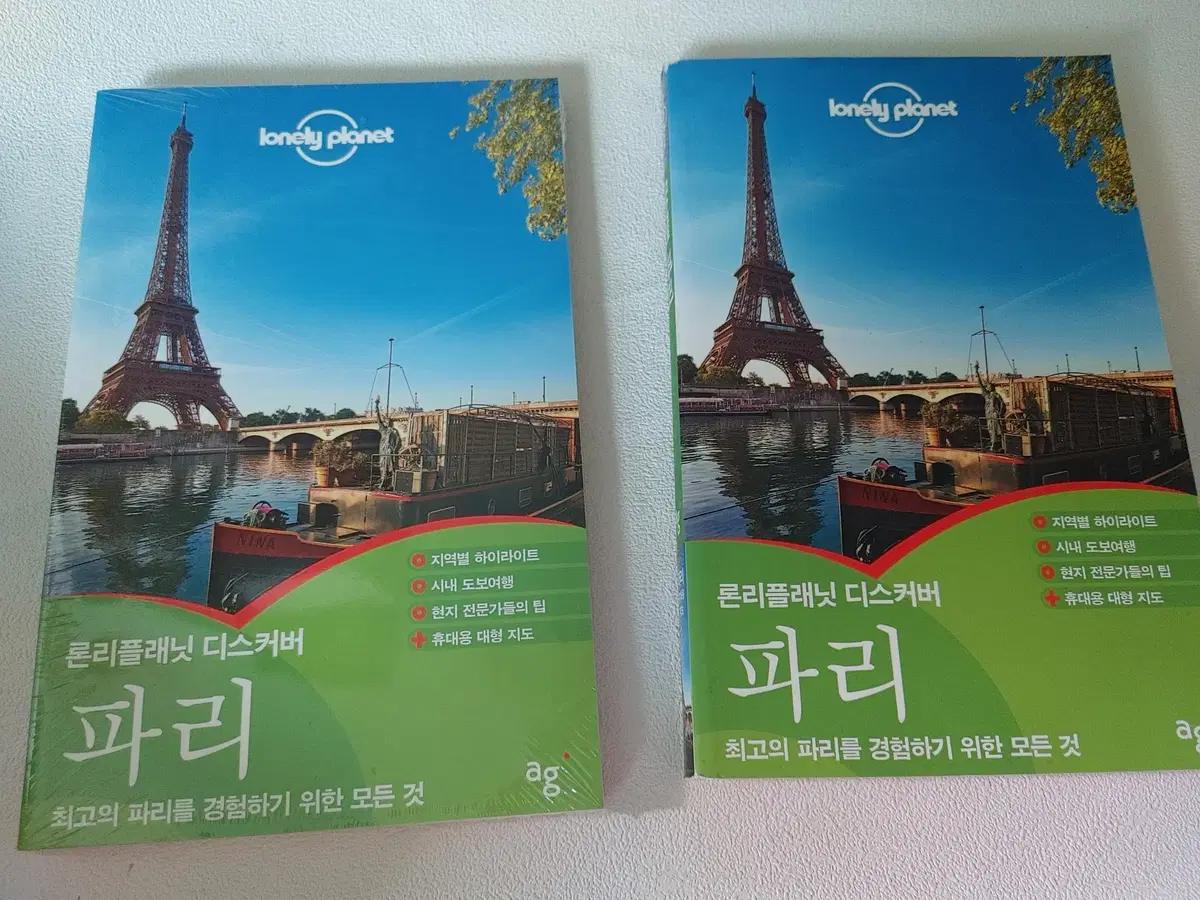 lonely planet
NINA
지역별 하이라이트
시내 도보여행
현지 전문가들의 팁
휴대용 대형 지도
론리플래닛 디스커버
파리
최고의 파리를 경험하기 위한 모든 것
ag
lonely planet
NINA
지역별 하이라이트
시내 도보여행
현지 전문가들의 팁
휴대용 대형 지도
론리플래닛 디스커버
파리
최고의 파리를 경험하기 위한 모든 것
ag